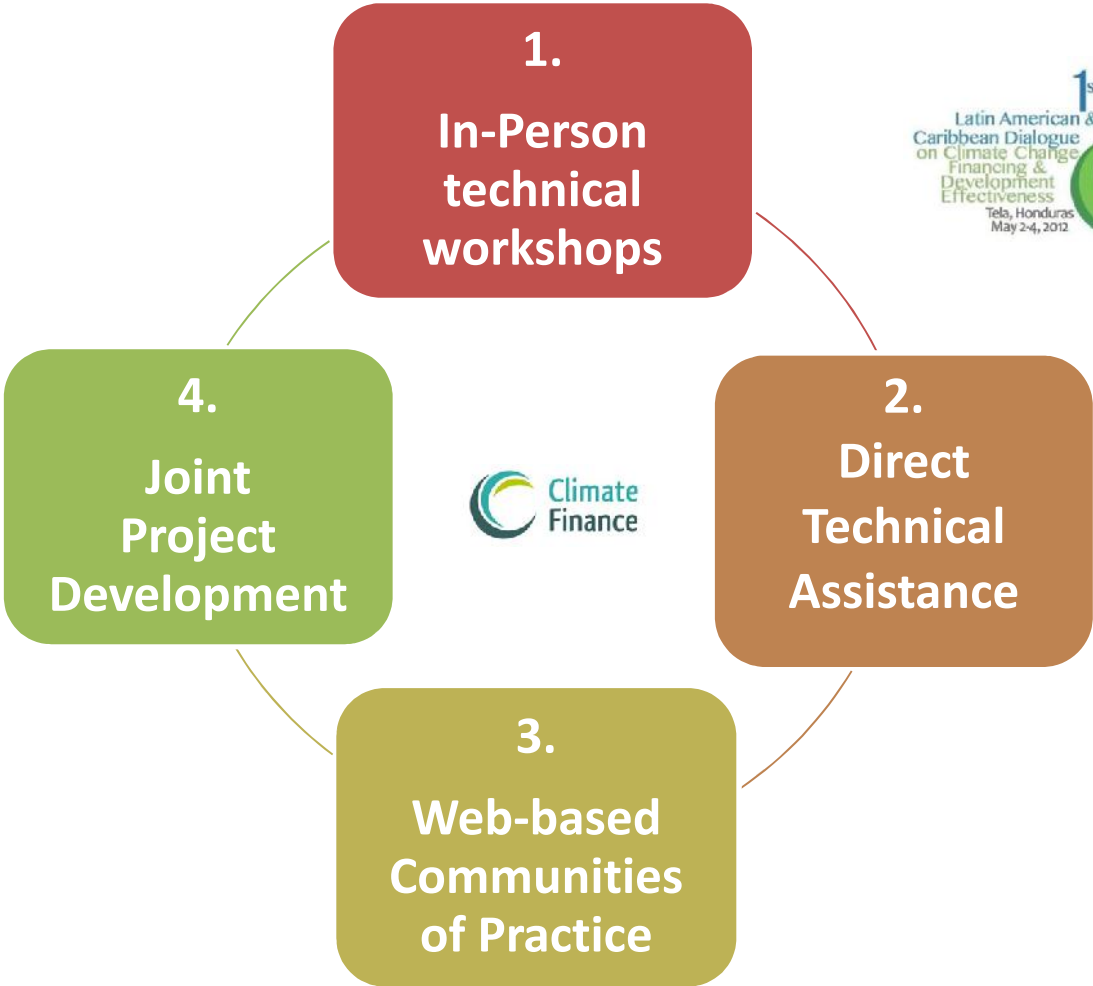 1.
In-Person
technical
workshops
1s
Latin American &
Caribbean Dialogue
on Climate Change
Financing &
Development
Effectiveness
Tela, Honduras
May 2-4, 2012
2.
Direct
Technical
Assistance
4.
Joint
Project
Development
Climate
Finance
3.
Web-based
Communities
of Practice